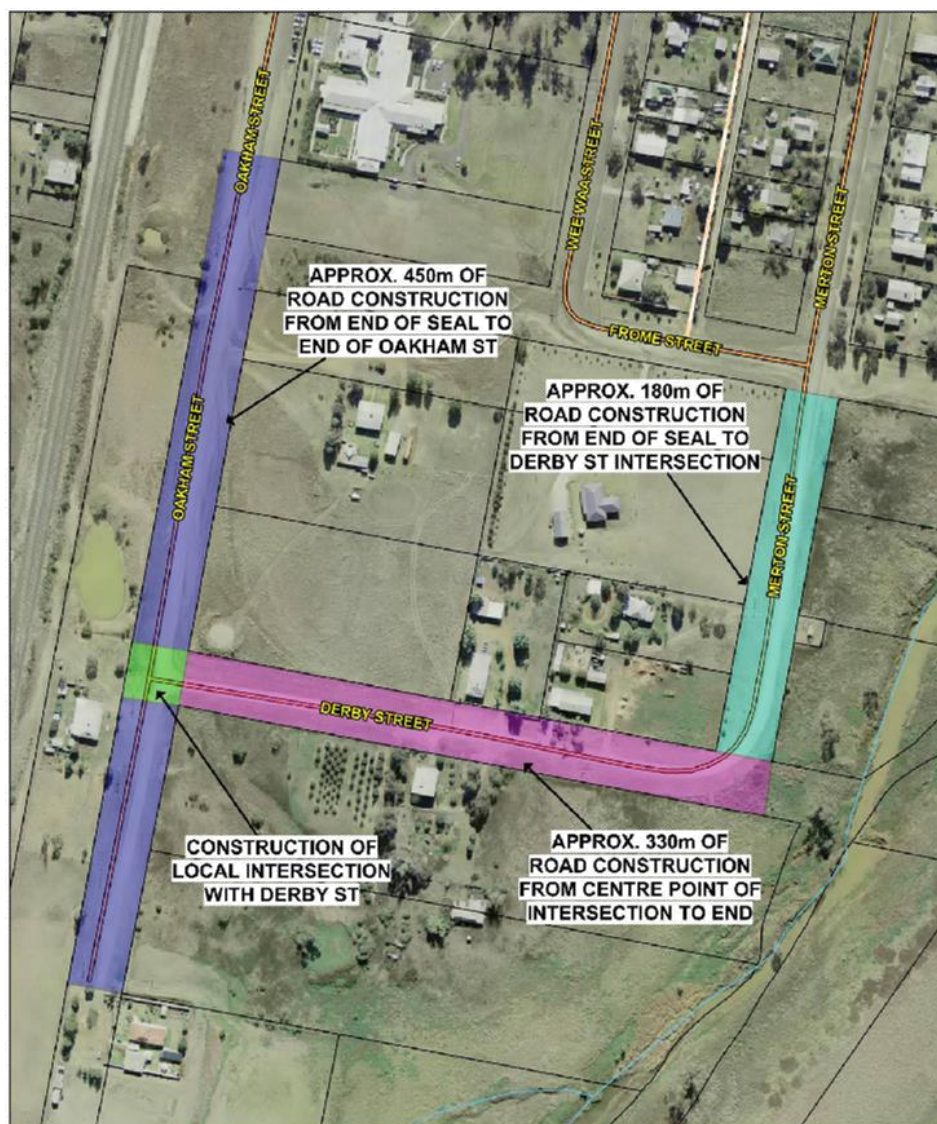 OAKHAM STREET
WEE WAA STREET
MERTON STREET
APPROX. 450m OF
ROAD CONSTRUCTION
FROM END OF SEAL TO
END OF OAKHAM ST
FROME STREET
APPROX. 180m OF
ROAD CONSTRUCTION
FROM END OF SEAL TO
DERBY ST INTERSECTION
OAKHAM STREET
MERTON STREET
DERBY STREET
CONSTRUCTION OF
LOCAL INTERSECTION
WITH DERBY ST
APPROX. 330m OF
ROAD CONSTRUCTION
FROM CENTRE POINT OF
INTERSECTION TO END